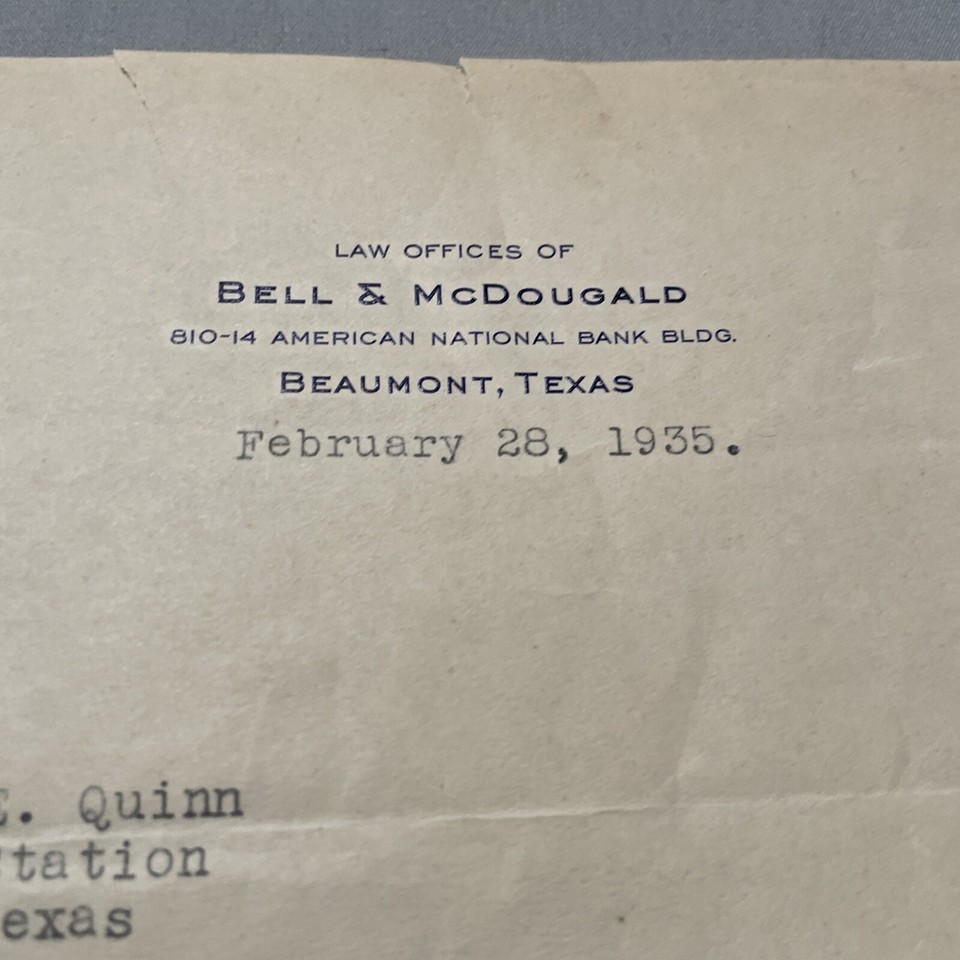 LAW OFFICES OF
BELL & MCDOUGALD
810-14 AMERICAN NATIONAL BANK BLDG.
BEAUMONT, TEXAS
February 28, 1935.
E. Quinn
tation
exas